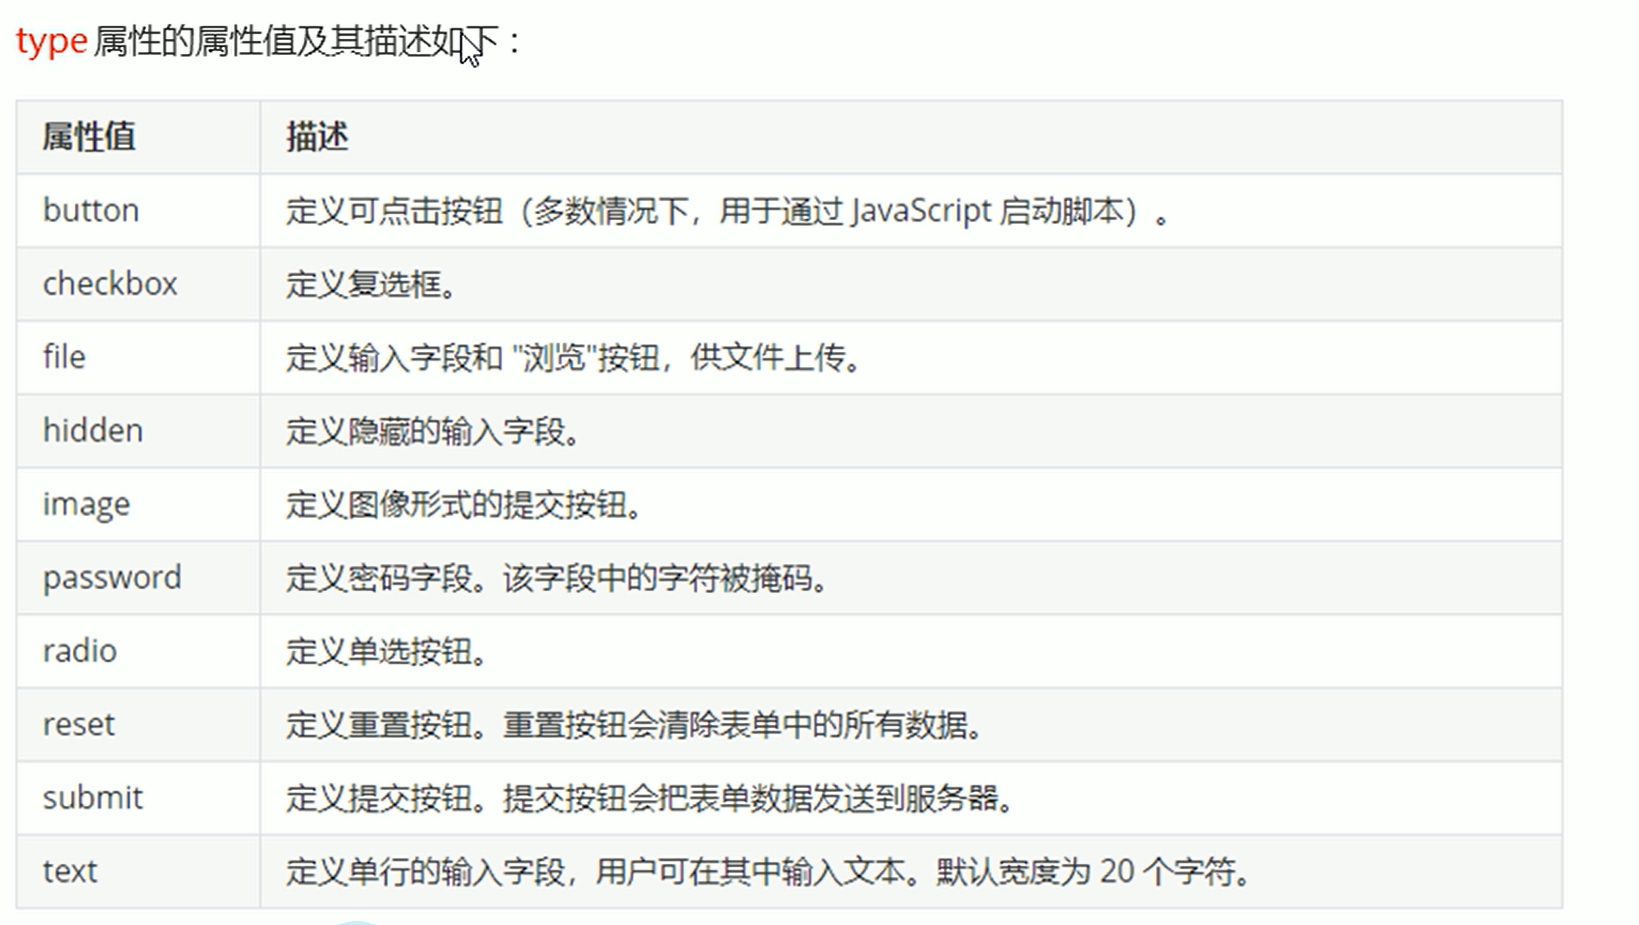 type 属性的属性值及其描述如下：
属性值 描述
button 定义可点击按钮（多数情况下，用于通过 JavaScript 启动脚本）。
checkbox 定义复选框。
file 定义输入字段和 "浏览"按钮，供文件上传。
hidden 定义隐藏的输入字段。
image 定义图像形式的提交按钮。
password 定义密码字段。该字段中的字符被掩码。
radio 定义单选按钮。
reset 定义重置按钮。重置按钮会清除表单中的所有数据。
submit 定义提交按钮。提交按钮会把表单数据发送到服务器。
text 定义单行的输入字段，用户可在其中输入文本。默认宽度为 20 个字符。